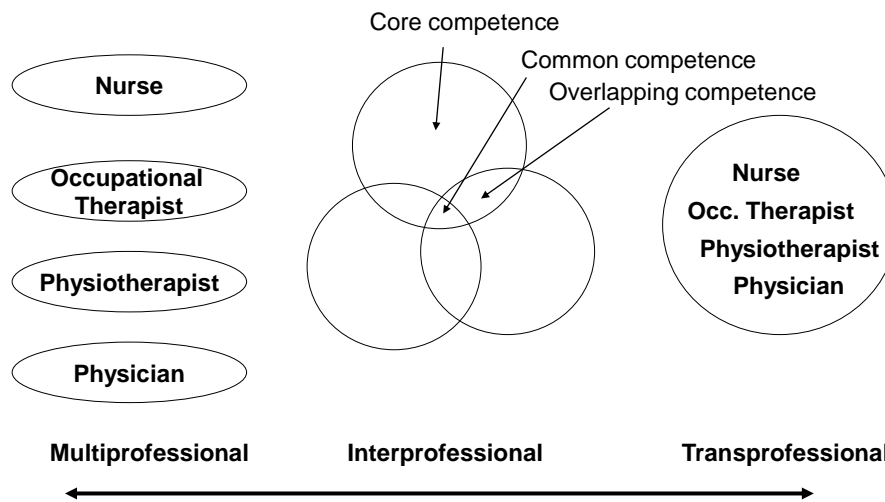 Core competence
Common competence
Overlapping competence
Nurse
Occupational
Therapist
Physiotherapist
Physician
Nurse
Occ. Therapist
Physiotherapist
Physician
Multiprofessional
Interprofessional
Transprofessional